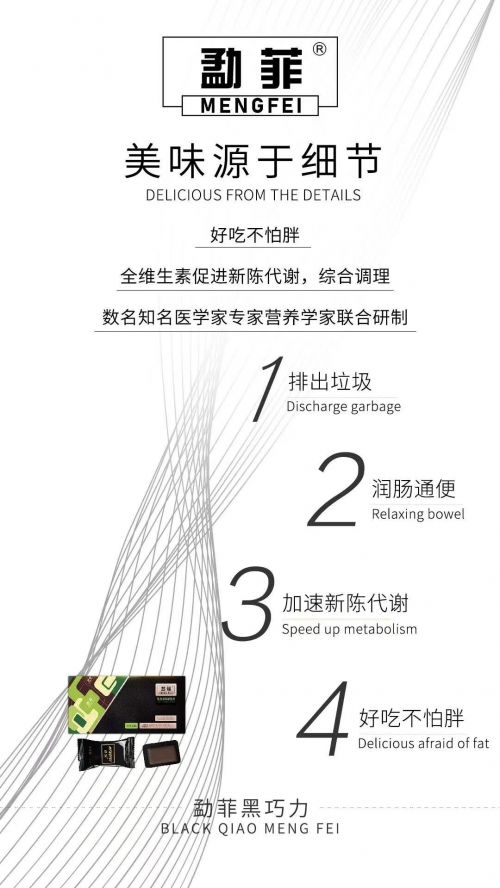 勐菲®
MENGFEI
美味源于细节
DELICIOUS FROM THE DETAILS
好吃不怕胖
全维生素促进新陈代谢，综合调理
数名知名医学家专家营养学家联合研制
1 排出垃圾
Discharge garbage
2 润肠通便
Relaxing bowel
3 加速新陈代谢
Speed up metabolism
4 好吃不怕胖
Delicious afraid of fat
勐菲
MENGFEI
勐菲黑巧力
BLACK QIAO MENG FEI